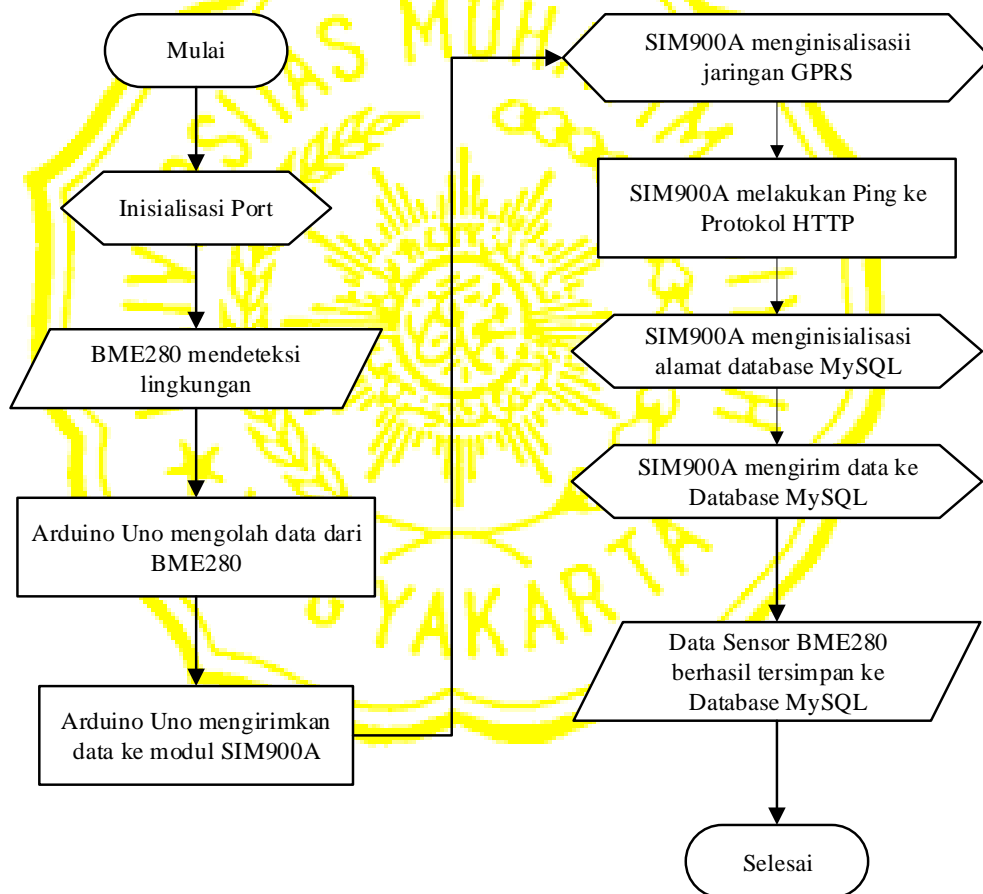 Mulai
Inisialisasi Port
BME280 mendeteksi
lingkungan
Arduino Uno mengolah data dari
BME280
Arduino Uno mengirimkan
data ke modul SIM900A
SIM900A menginisalisasii
jaringan GPRS
SIM900A melakukan Ping ke
Protokol HTTP
SIM900A menginisialisasi
alamat database MySQL
SIM900A mengirim data ke
Database MySQL
Data Sensor BME280
berhasil tersimpan ke
Database MySQL
Selesai